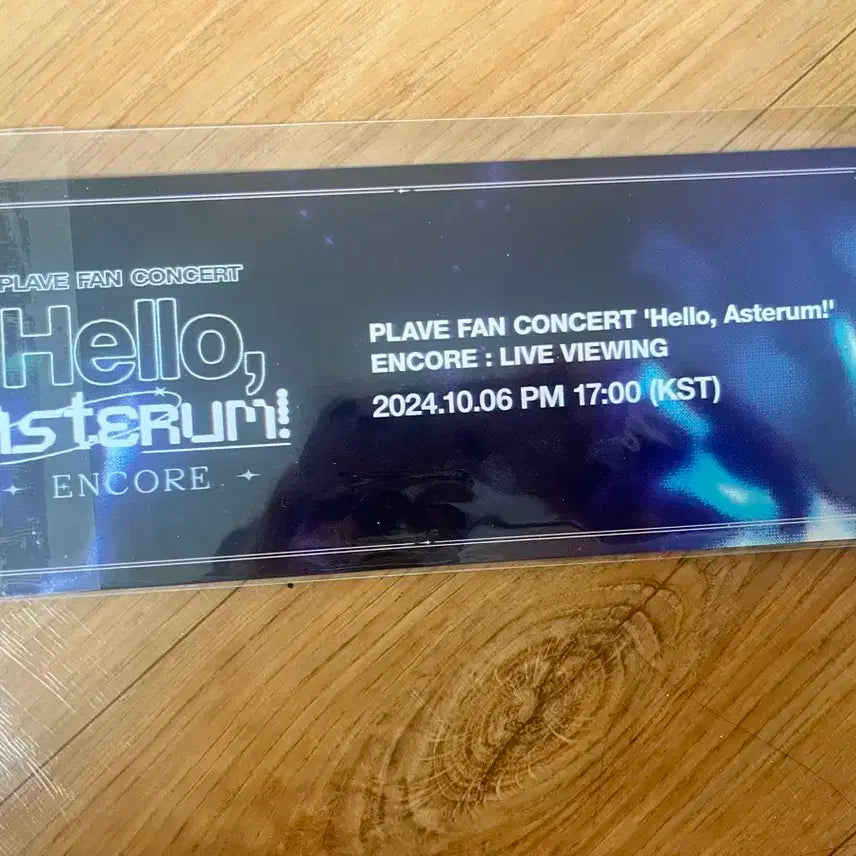 PLAVE FAN CONCERT
Hello,
Asterum!
ENCORE
PLAVE FAN CONCERT 'Hello, Asterum!'
ENCORE : LIVE VIEWING
2024.10.06 PM 17:00 (KST)